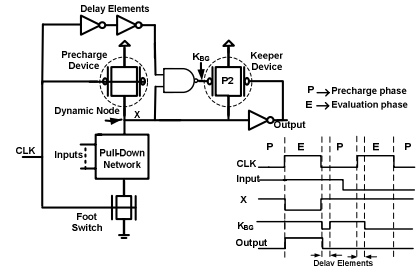 Delay Elements
Precharge
Device
K_BG
Keeper
Device
P2
P → Precharge phase
E → Evaluation phase
Dynamic Node
X
Output
CLK
Inputs
Pull-Down
Network
Foot
Switch
P E P E P
CLK
Input
X
K_BG
Output
Delay Elements